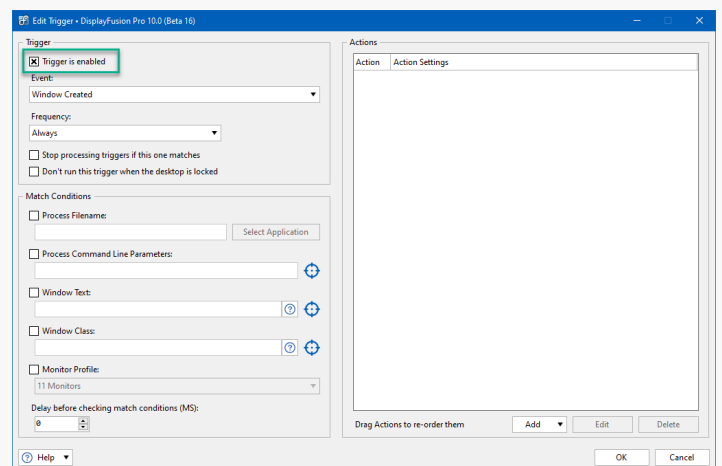 Edit Trigger • DisplayFusion Pro 10.0 (Beta 16)
Trigger
Trigger is enabled
Event:
Window Created
Frequency:
Always
Stop processing triggers if this one matches
Don't run this trigger when the desktop is locked
Match Conditions
Process Filename:
Select Application
Process Command Line Parameters:
Window Text:
Window Class:
Monitor Profile:
11 Monitors
Delay before checking match conditions (MS):
0
Actions
Action Action Settings
Drag Actions to re-order them Add Edit Delete
Help OK Cancel